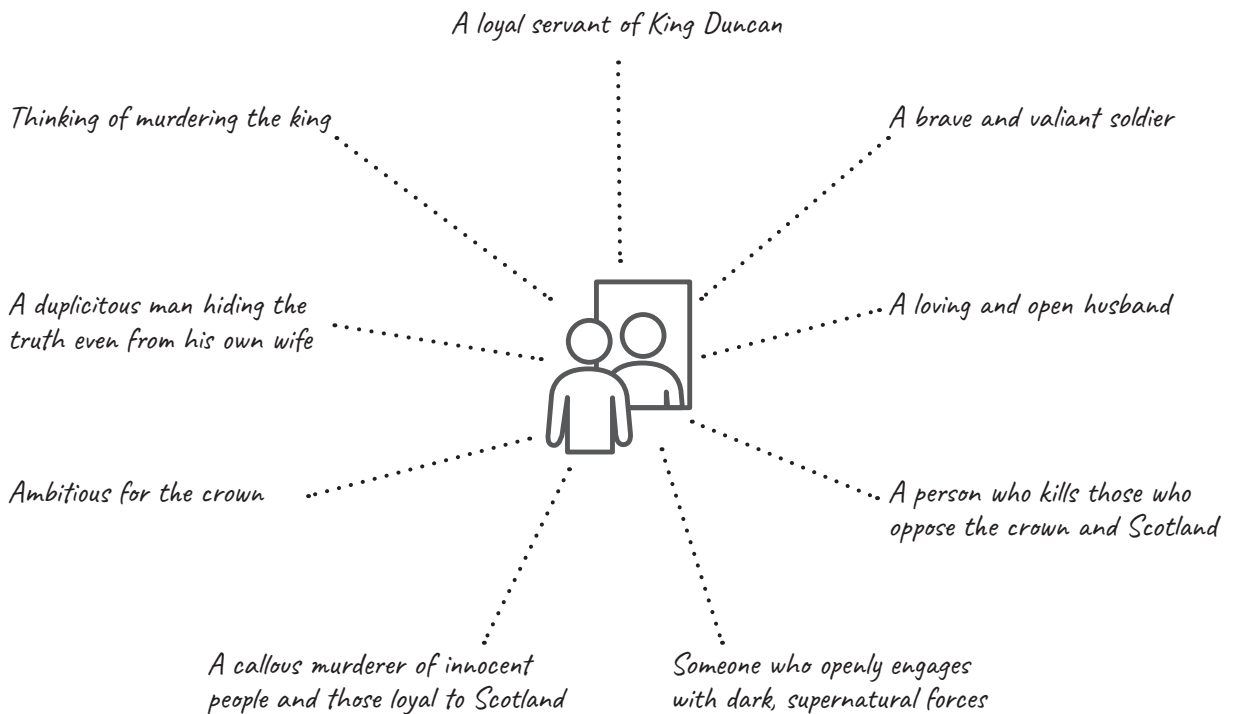 A loyal servant of King Duncan
Thinking of murdering the king
A brave and valiant soldier
A duplicitous man hiding the
truth even from his own wife
A loving and open husband
Ambitious for the crown
A person who kills those who
oppose the crown and Scotland
A callous murderer of innocent
people and those loyal to Scotland
Someone who openly engages
with dark, supernatural forces